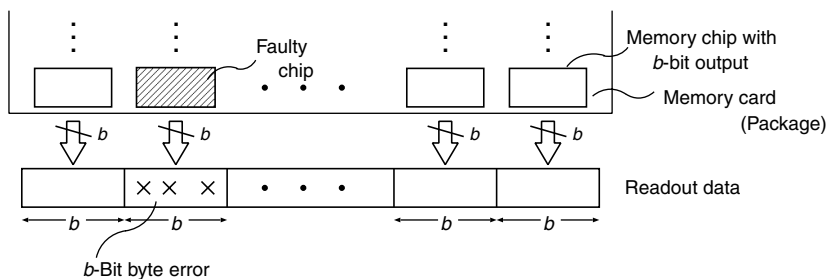 Faulty
chip
Memory chip with
b-bit output
Memory card
(Package)
b b b b
Readout data
b b b b
b-Bit byte error